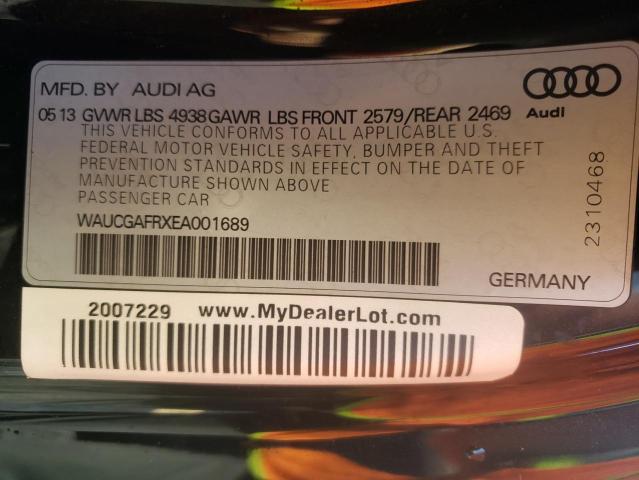 MFD. BY AUDI AG
05 13 GVWR LBS 4938 GAWR LBS FRONT 2579/REAR 2469
Audi
THIS VEHICLE CONFORMS TO ALL APPLICABLE U.S.
FEDERAL MOTOR VEHICLE SAFETY, BUMPER AND THEFT
PREVENTION STANDARDS IN EFFECT ON THE DATE OF
MANUFACTURE SHOWN ABOVE
PASSENGER CAR
WAUCGAFRXEA001689
2310468
GERMANY
2007229 www.MyDealerLot.com